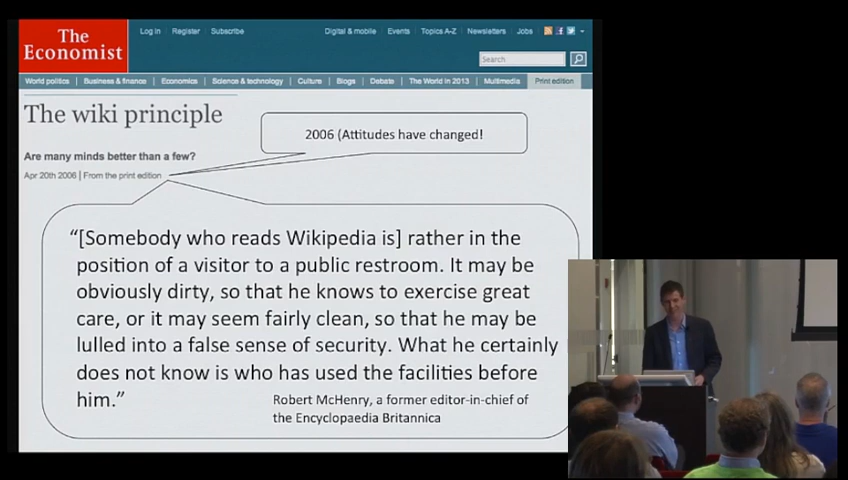 The
Economist
Log in Register Subscribe Digital & mobile Events Topics A-Z Newsletters Jobs
Search
World politics | Business & finance | Economics | Science & technology | Culture | Blogs | Debate | The World in 2013 | Multimedia | Print edition
The wiki principle
2006 (Attitudes have changed!
Are many minds better than a few?
Apr 20th 2006 | From the print edition
“[Somebody who reads Wikipedia is] rather in the
position of a visitor to a public restroom. It may be
obviously dirty, so that he knows to exercise great
care, or it may seem fairly clean, so that he may be
lulled into a false sense of security. What he certainly
does not know is who has used the facilities before
him.”
Robert McHenry, a former editor-in-chief of
the Encyclopaedia Britannica